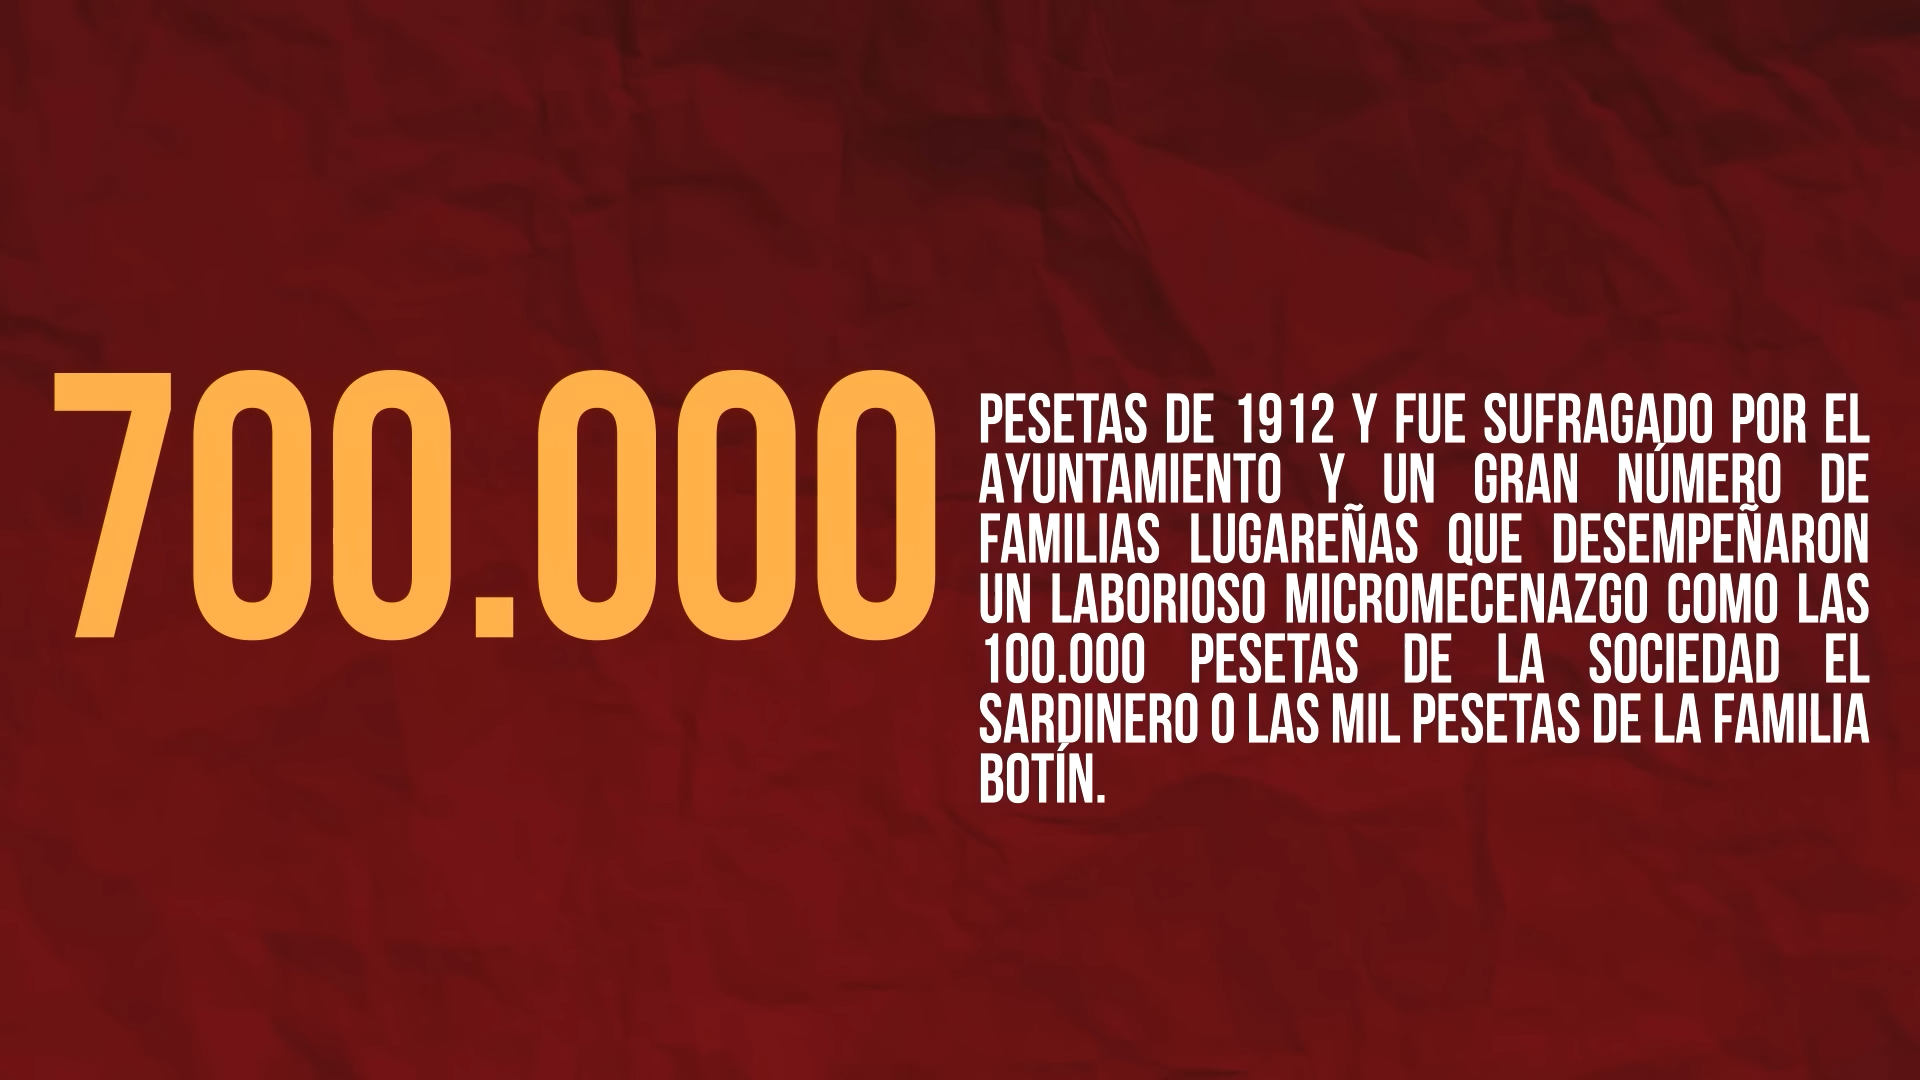 700.000
PESETAS DE 1912 Y FUE SUFRAGADO POR EL
AYUNTAMIENTO Y UN GRAN NÚMERO DE
FAMILIAS LUGAREÑAS QUE DESEMPEÑARON
UN LABORIOSO MICROMECENAZGO COMO LAS
100.000 PESETAS DE LA SOCIEDAD EL
SARDINERO O LAS MIL PESETAS DE LA FAMILIA
BOTÍN.